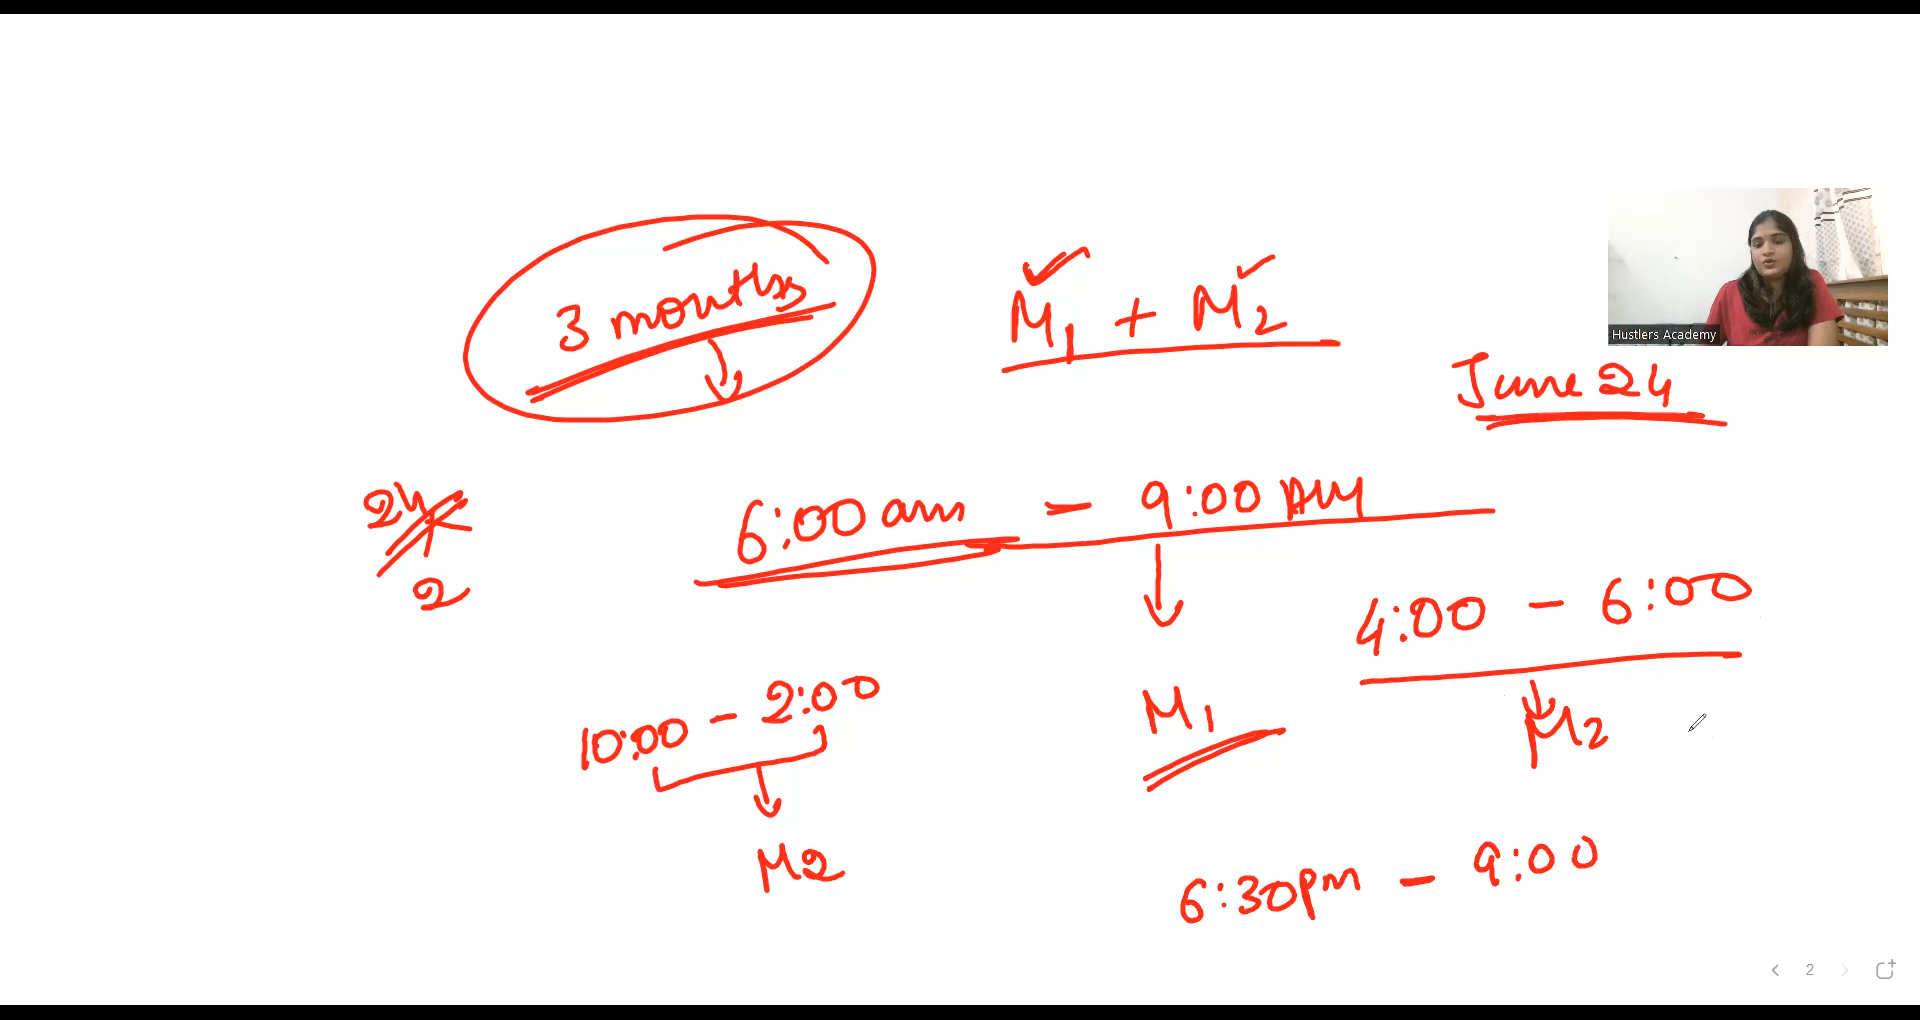 3 months
M1 + M2
Hustlers Academy
June 24
24
2
6:00 am - 9:00 AM
4:00 - 6:00
10:00 - 2:00
M1
M2
M2
6:30pm - 9:00
2